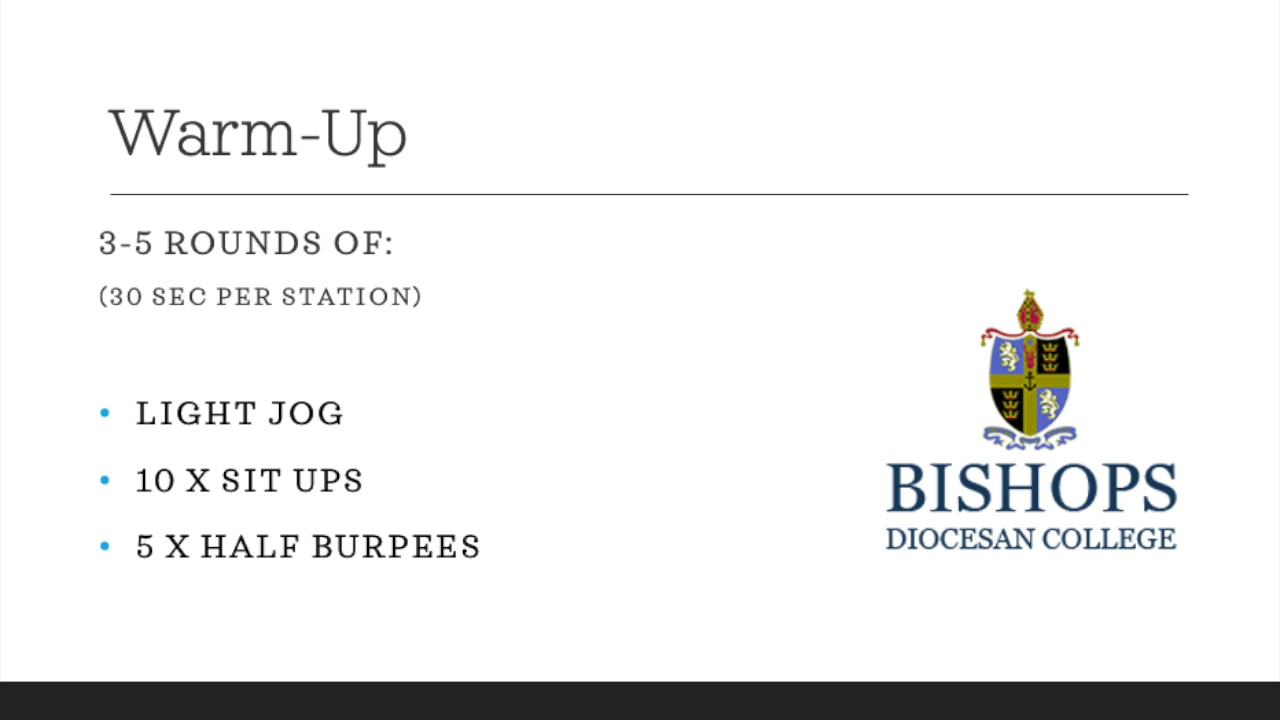 Warm-Up
3-5 ROUNDS OF:
(30 SEC PER STATION)
• LIGHT JOG
• 10 X SIT UPS
• 5 X HALF BURPEES
BISHOPS
DIOCESAN COLLEGE